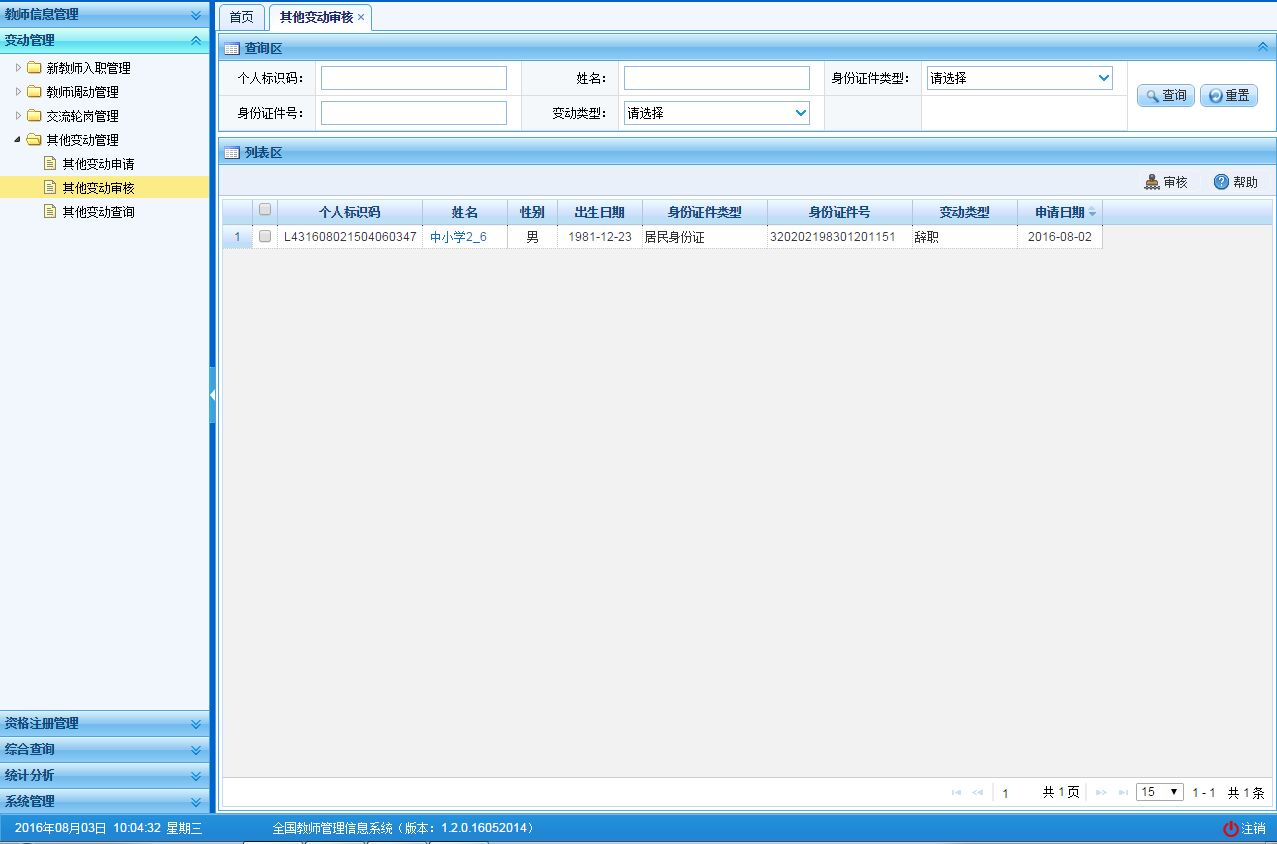 教师信息管理
变动管理
新教师入职管理
教师调动管理
交流轮岗管理
其他变动管理
其他变动申请
其他变动审核
其他变动查询
资格注册管理
综合查询
统计分析
系统管理
首页 其他变动审核 ×
查询区
个人标识码： 姓名： 身份证件类型： 请选择
身份证件号： 变动类型： 请选择
查询 重置
列表区
审核 帮助
个人标识码 姓名 性别 出生日期 身份证件类型 身份证件号 变动类型 申请日期
1 L431608021504060347 中小学2_6 男 1981-12-23 居民身份证 320202198301201151 辞职 2016-08-02
1 共 1 页 15 1 - 1 共 1 条
2016年08月03日 10:04:32 星期三 全国教师管理信息系统（版本：1.2.0.16052014） 注销